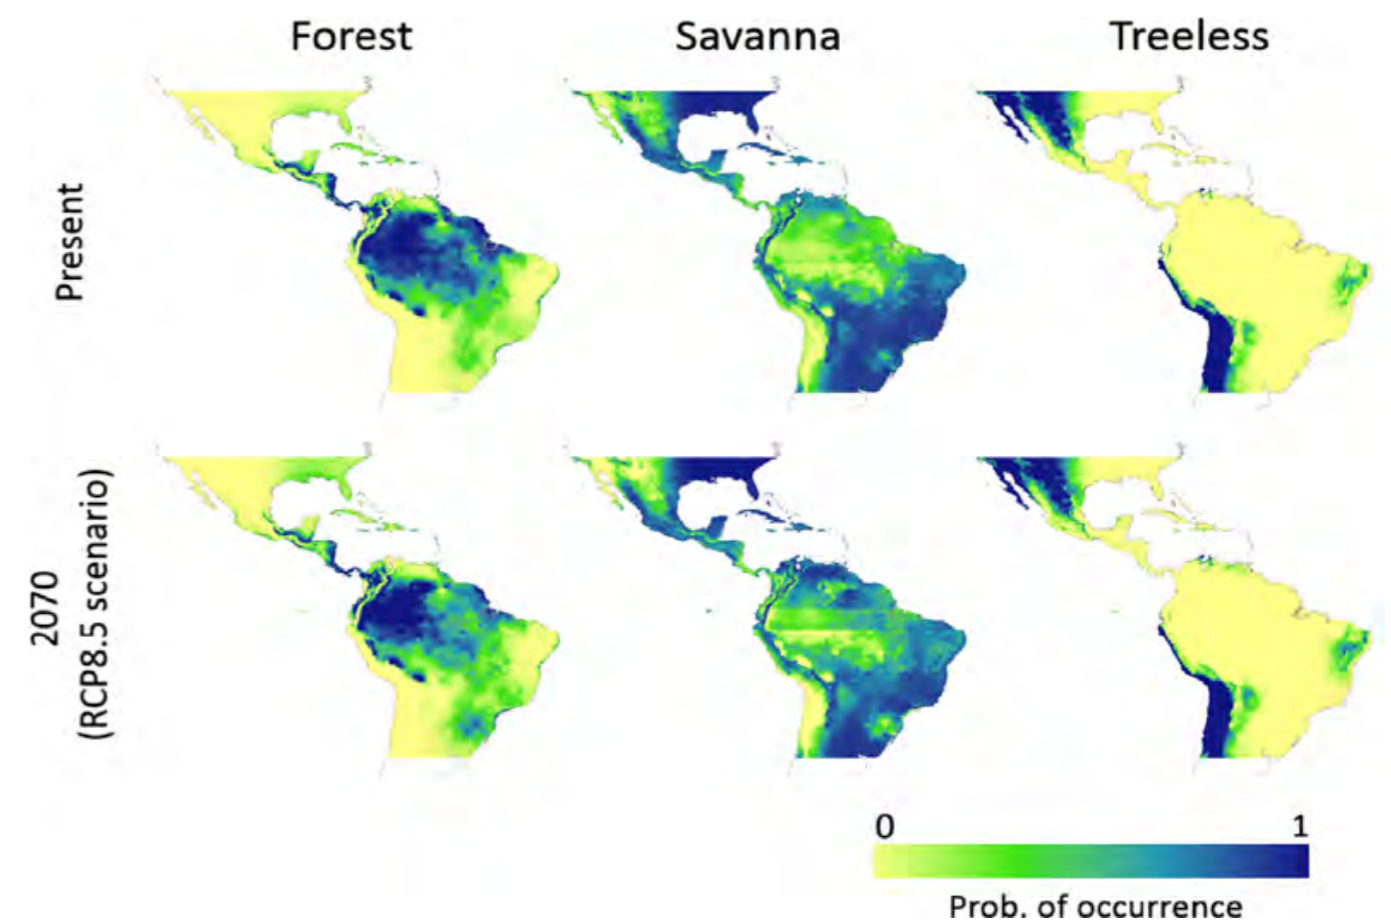 Forest Savanna Treeless
Present
2070
(RCP8.5 scenario)
0 1
Prob. of occurrence